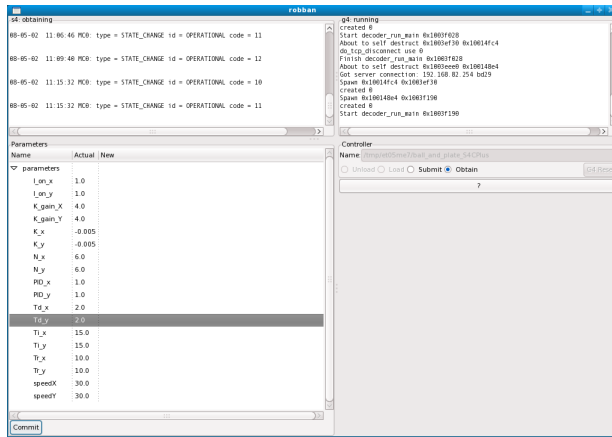 robban
s4: obtaining
08-05-02 11:06:46 MC0: type = STATE_CHANGE id = OPERATIONAL code = 11
08-05-02 11:09:40 MC0: type = STATE_CHANGE id = OPERATIONAL code = 12
08-05-02 11:15:32 MC0: type = STATE_CHANGE id = OPERATIONAL code = 10
08-05-02 11:15:32 MC0: type = STATE_CHANGE id = OPERATIONAL code = 11
g4: running
created 0
Start decoder_run_main 0x1003f028
About to self destruct 0x1003ef30 0x10014fc4
do_tcp_disconnect use 0
Finish decoder_run_main 0x1003f028
About to self destruct 0x1003eee0 0x100148e4
Got server connection: 192.168.82.254 bd29
Spawn 0x10014fc4 0x1003ef30
created 0
Spawn 0x100148e4 0x1003f190
created 0
Start decoder_run_main 0x1003f190
Parameters
Name Actual New
parameters
I_on_x 1.0
I_on_y 1.0
K_gain_X 4.0
K_gain_Y 4.0
K_x -0.005
K_y -0.005
N_x 6.0
N_y 6.0
PID_x 1.0
PID_y 1.0
Td_x 2.0
Td_y 2.0
Ti_x 15.0
Ti_y 15.0
Tr_x 10.0
Tr_y 10.0
speedX 30.0
speedY 30.0
Commit
Controller
Name:
Unload Load Submit Obtain
?